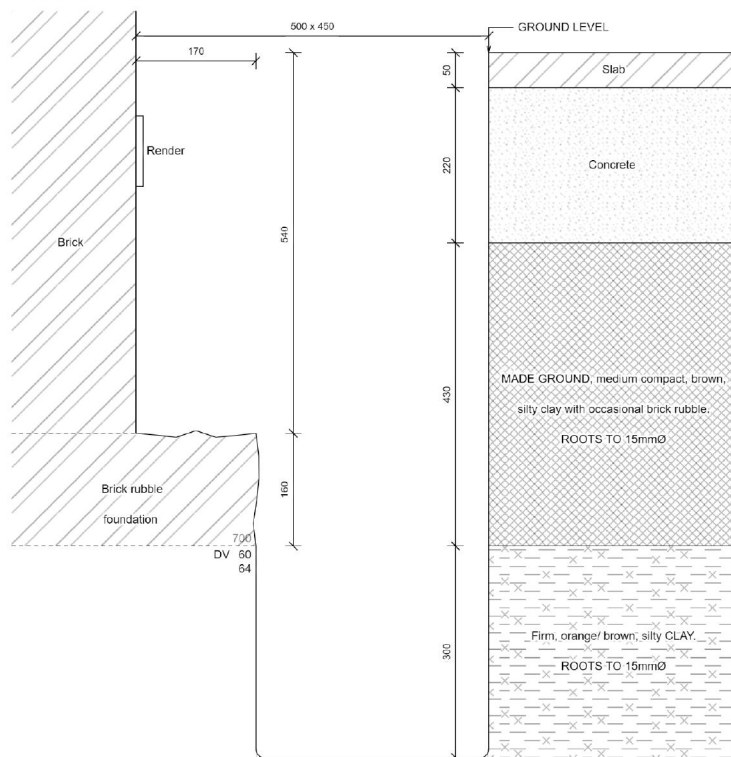 500 x 450
GROUND LEVEL
170
50
Slab
Render
220
Concrete
Brick
540
430
MADE GROUND, medium compact, brown,
silty clay with occasional brick rubble.
ROOTS TO 15mmØ
Brick rubble
foundation
160
700
DV 60
64
300
Firm, orange/ brown, silty CLAY.
ROOTS TO 15mmØ